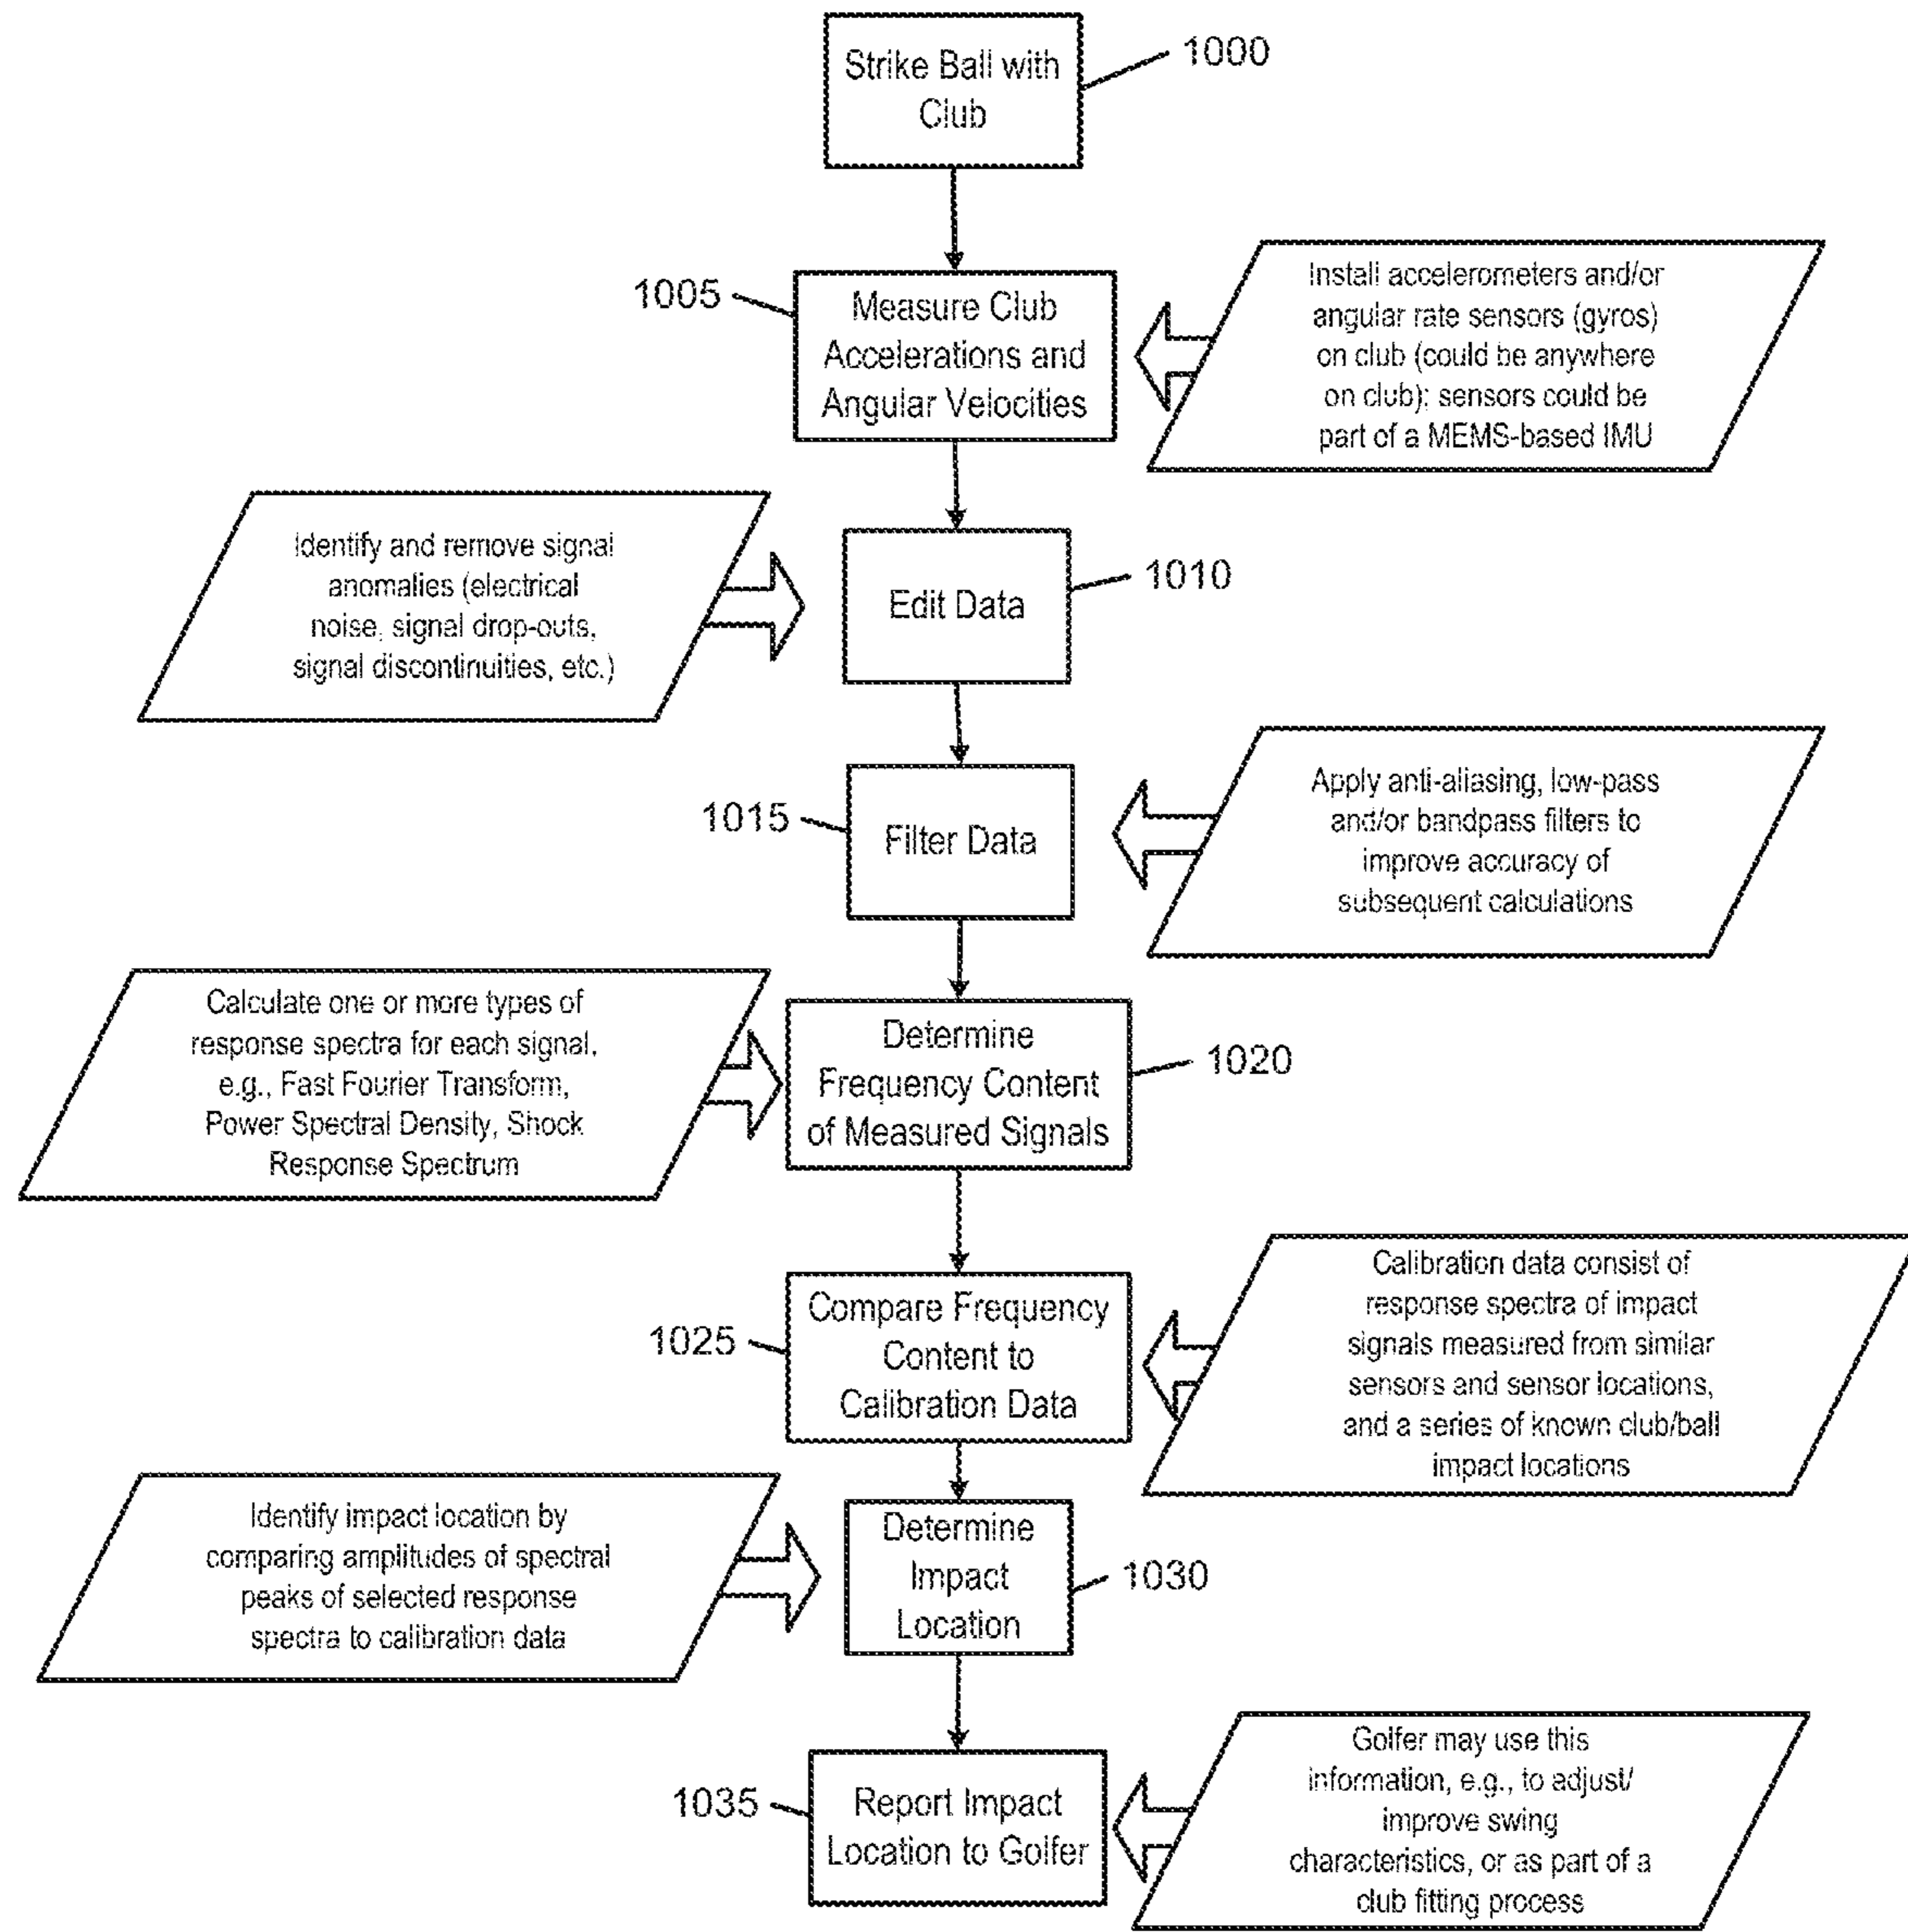 Strike Ball with
Club
1000
1005
Measure Club
Accelerations and
Angular Velocities
Install accelerometers and/or
angular rate sensors (gyros)
on club (could be anywhere
on club); sensors could be
part of a MEMS-based IMU
Identify and remove signal
anomalies (electrical
noise, signal drop-outs,
signal discontinuities, etc.)
Edit Data
1010
1015
Filter Data
Apply anti-aliasing, low-pass
and/or bandpass filters to
improve accuracy of
subsequent calculations
Calculate one or more types of
response spectra for each signal,
e.g., Fast Fourier Transform,
Power Spectral Density, Shock
Response Spectrum
Determine
Frequency Content
of Measured Signals
1020
1025
Compare Frequency
Content to
Calibration Data
Calibration data consist of
response spectra of impact
signals measured from similar
sensors and sensor locations,
and a series of known club/ball
impact locations
Identify impact location by
comparing amplitudes of spectral
peaks of selected response
spectra to calibration data
Determine
Impact
Location
1030
1035
Report Impact
Location to Golfer
Golfer may use this
information, e.g., to adjust/
improve swing
characteristics, or as part of a
club fitting process